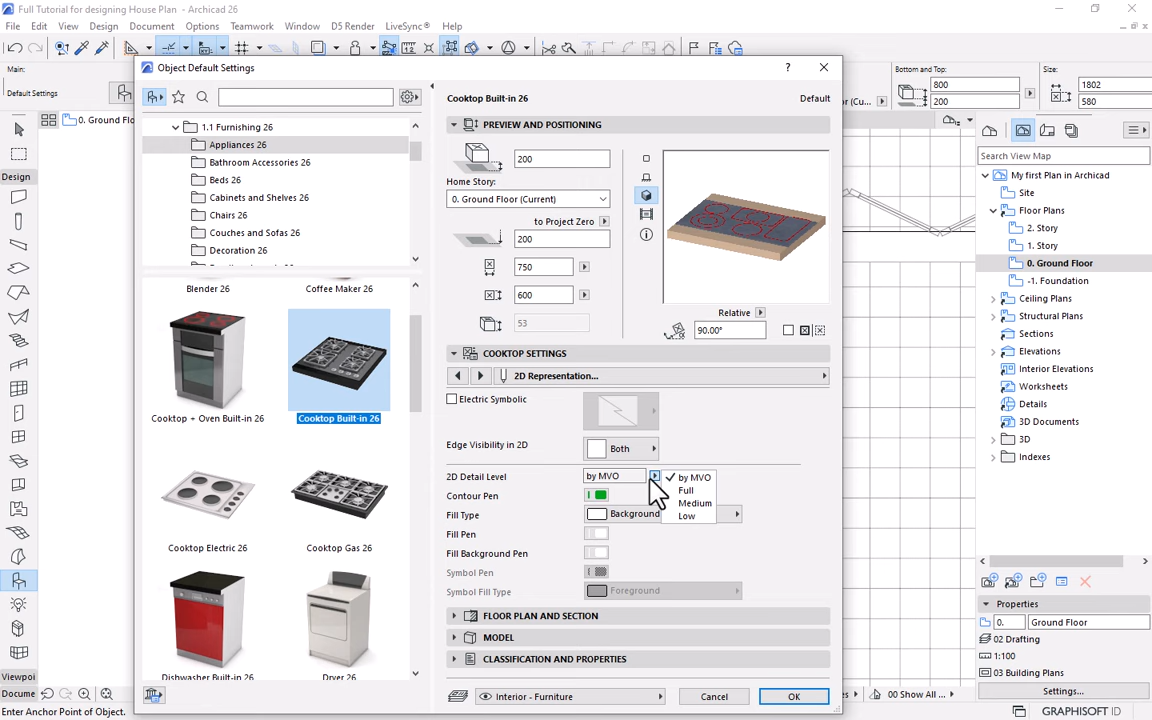 Full Tutorial for designing House Plan - Archicad 26
File Edit View Design Document Options Teamwork Window D5 Render LiveSync® Help
Main:
Default Settings
Object Default Settings
?
Bottom and Top:
Size:
800
200
1802
580
0. Ground Flo
Design
1.1 Furnishing 26
Appliances 26
Bathroom Accessories 26
Beds 26
Cabinets and Shelves 26
Chairs 26
Couches and Sofas 26
Decoration 26
Blender 26
Coffee Maker 26
Cooktop + Oven Built-in 26
Cooktop Built-in 26
Cooktop Electric 26
Cooktop Gas 26
Dishwasher Built-in 26
Dryer 26
Cooktop Built-in 26
Default
PREVIEW AND POSITIONING
200
Home Story:
0. Ground Floor (Current)
to Project Zero
200
750
600
53
Relative
90.00°
COOKTOP SETTINGS
2D Representation...
Electric Symbolic
Edge Visibility in 2D
Both
2D Detail Level
by MVO
by MVO
Full
Medium
Low
Contour Pen
Fill Type
Background
Fill Pen
Fill Background Pen
Symbol Pen
Symbol Fill Type
Foreground
FLOOR PLAN AND SECTION
MODEL
CLASSIFICATION AND PROPERTIES
Interior - Furniture
Cancel
OK
Search View Map
My first Plan in Archicad
Site
Floor Plans
2. Story
1. Story
0. Ground Floor
-1. Foundation
Ceiling Plans
Structural Plans
Sections
Elevations
Interior Elevations
Worksheets
Details
3D Documents
3D
Indexes
Properties
0.
Ground Floor
02 Drafting
1:100
03 Building Plans
Settings...
Viewpoi
Docume
00 Show All ...
Enter Anchor Point of Object.
GRAPHISOFT ID